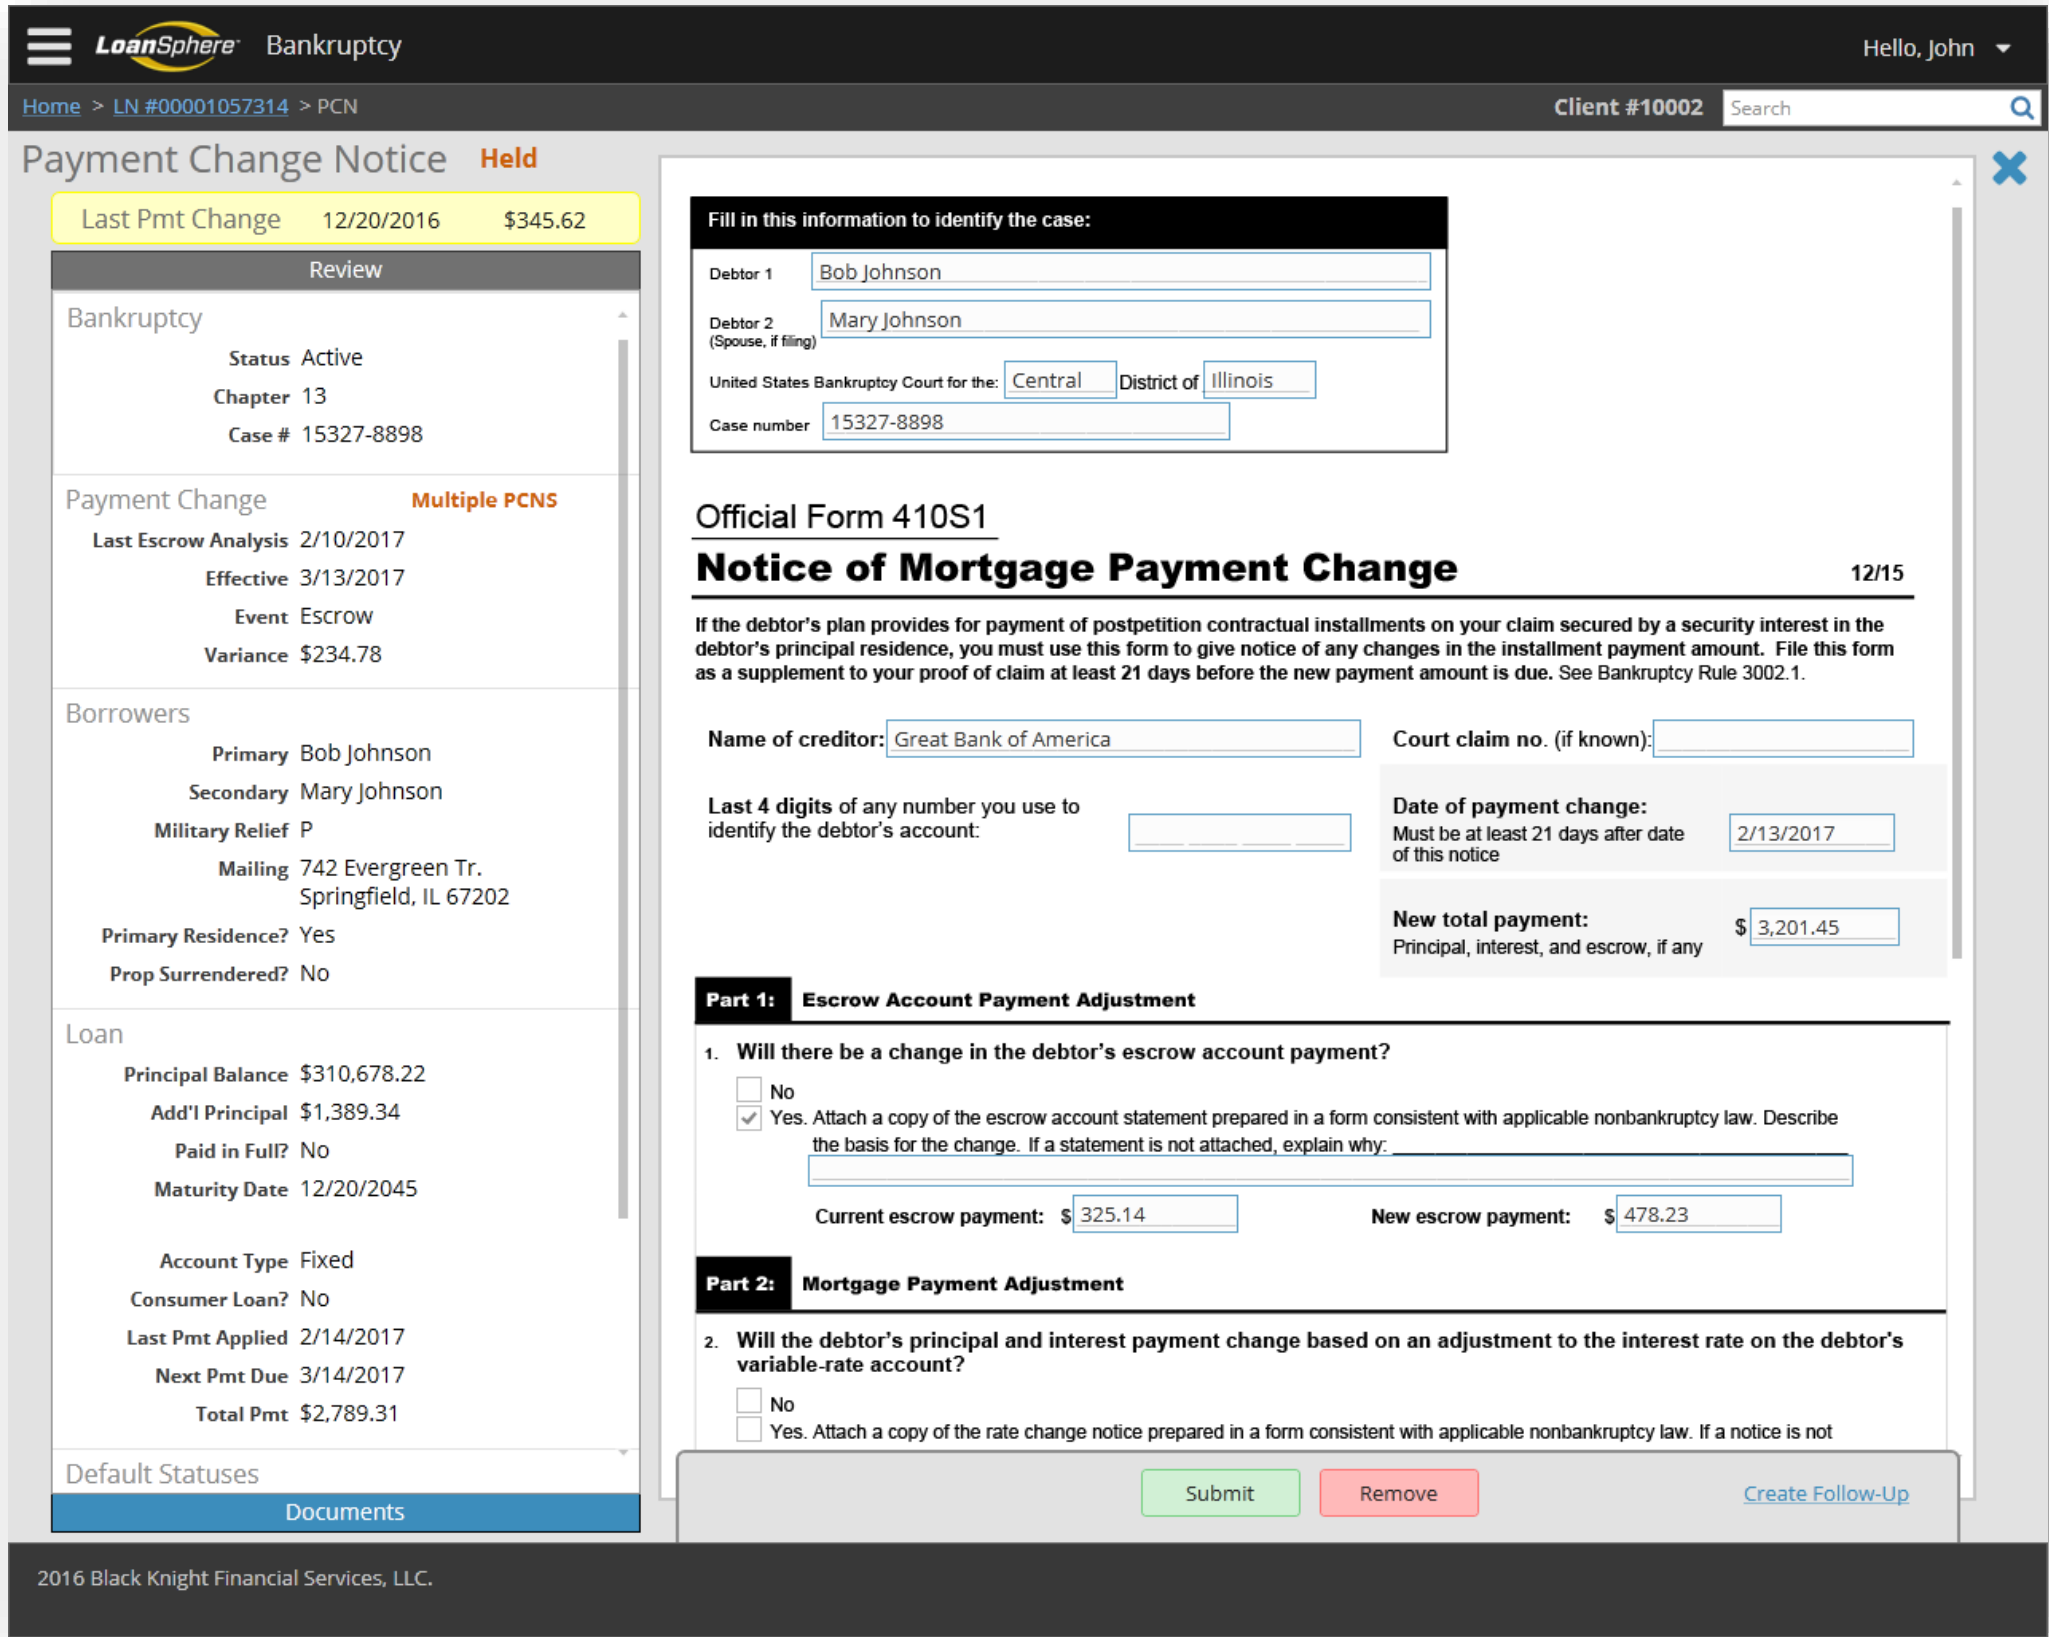 LoanSphere Bankruptcy
Hello, John
Home > LN #00001057314 > PCN
Client #10002
Search
Payment Change Notice Held
Last Pmt Change 12/20/2016 $345.62
Review
Bankruptcy
Status Active
Chapter 13
Case # 15327-8898
Payment Change Multiple PCNS
Last Escrow Analysis 2/10/2017
Effective 3/13/2017
Event Escrow
Variance $234.78
Borrowers
Primary Bob Johnson
Secondary Mary Johnson
Military Relief P
Mailing 742 Evergreen Tr.
Springfield, IL 67202
Primary Residence? Yes
Prop Surrendered? No
Loan
Principal Balance $310,678.22
Add'l Principal $1,389.34
Paid in Full? No
Maturity Date 12/20/2045
Account Type Fixed
Consumer Loan? No
Last Pmt Applied 2/14/2017
Next Pmt Due 3/14/2017
Total Pmt $2,789.31
Default Statuses
Documents
Fill in this information to identify the case:
Debtor 1 Bob Johnson
Debtor 2 Mary Johnson
(Spouse, if filing)
United States Bankruptcy Court for the: Central District of Illinois
Case number 15327-8898
Official Form 410S1
Notice of Mortgage Payment Change 12/15
If the debtor's plan provides for payment of postpetition contractual installments on your claim secured by a security interest in the
debtor's principal residence, you must use this form to give notice of any changes in the installment payment amount. File this form
as a supplement to your proof of claim at least 21 days before the new payment amount is due. See Bankruptcy Rule 3002.1.
Name of creditor: Great Bank of America
Court claim no. (if known):
Last 4 digits of any number you use to
identify the debtor's account:
Date of payment change:
Must be at least 21 days after date
of this notice
2/13/2017
New total payment:
Principal, interest, and escrow, if any
$ 3,201.45
Part 1: Escrow Account Payment Adjustment
1. Will there be a change in the debtor's escrow account payment?
No
Yes. Attach a copy of the escrow account statement prepared in a form consistent with applicable nonbankruptcy law. Describe
the basis for the change. If a statement is not attached, explain why:
Current escrow payment: $ 325.14 New escrow payment: $ 478.23
Part 2: Mortgage Payment Adjustment
2. Will the debtor's principal and interest payment change based on an adjustment to the interest rate on the debtor's
variable-rate account?
No
Yes. Attach a copy of the rate change notice prepared in a form consistent with applicable nonbankruptcy law. If a notice is not
Submit
Remove
Create Follow-Up
2016 Black Knight Financial Services, LLC.